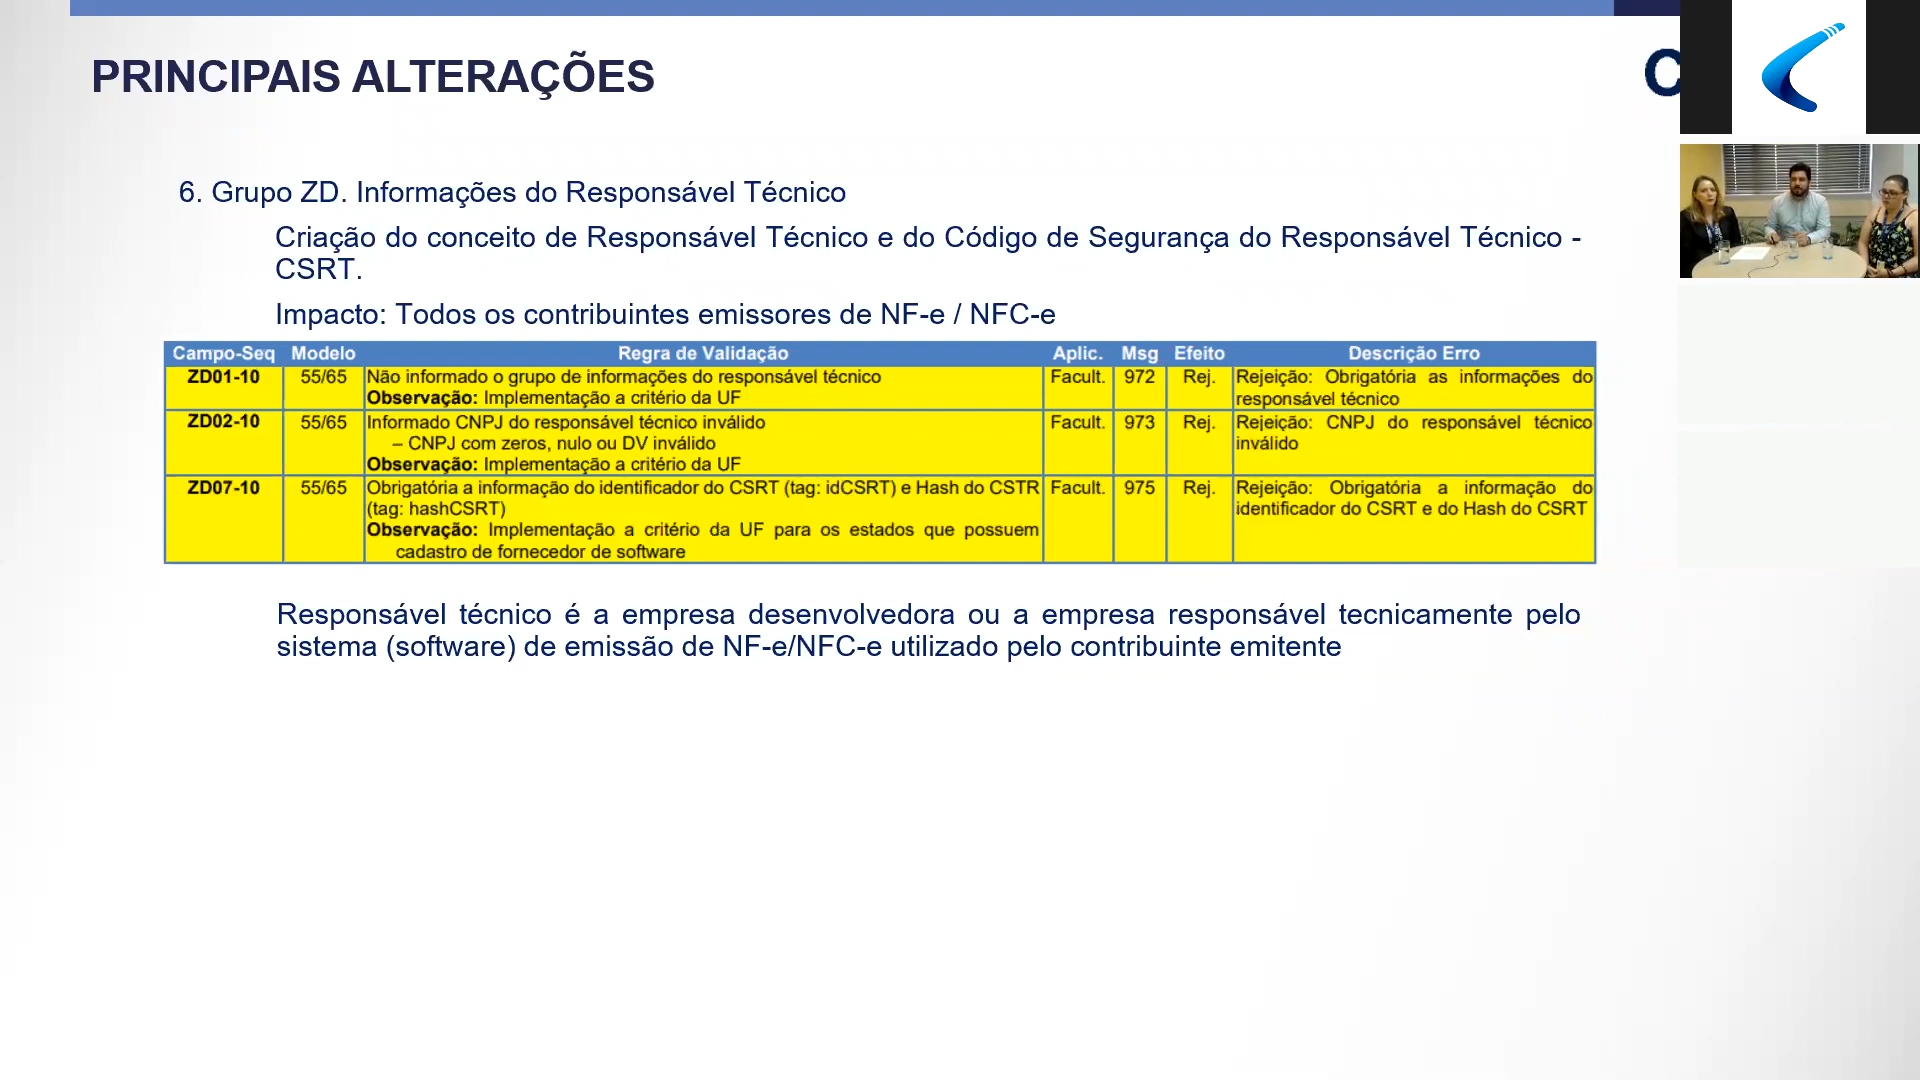 PRINCIPAIS ALTERAÇÕES
C
6. Grupo ZD. Informações do Responsável Técnico
Criação do conceito de Responsável Técnico e do Código de Segurança do Responsável Técnico -
CSRT.
Impacto: Todos os contribuintes emissores de NF-e / NFC-e
Campo-Seq Modelo Regra de Validação Aplic. Msg Efeito Descrição Erro
ZD01-10 55/65 Não informado o grupo de informações do responsável técnico Facult. 972 Rej. Rejeição: Obrigatória as informações do
Observação: Implementação a critério da UF responsável técnico
ZD02-10 55/65 Informado CNPJ do responsável técnico inválido Facult. 973 Rej. Rejeição: CNPJ do responsável técnico
– CNPJ com zeros, nulo ou DV inválido inválido
Observação: Implementação a critério da UF
ZD07-10 55/65 Obrigatória a informação do identificador do CSRT (tag: idCSRT) e Hash do CSTR Facult. 975 Rej. Rejeição: Obrigatória a informação do
(tag: hashCSRT) identificador do CSRT e do Hash do CSRT
Observação: Implementação a critério da UF para os estados que possuem
cadastro de fornecedor de software
Responsável técnico é a empresa desenvolvedora ou a empresa responsável tecnicamente pelo
sistema (software) de emissão de NF-e/NFC-e utilizado pelo contribuinte emitente